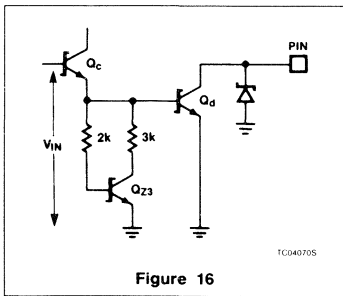 PIN
Qc
Qd
VIN
2k
3k
QZ3
TC04070S
Figure 16